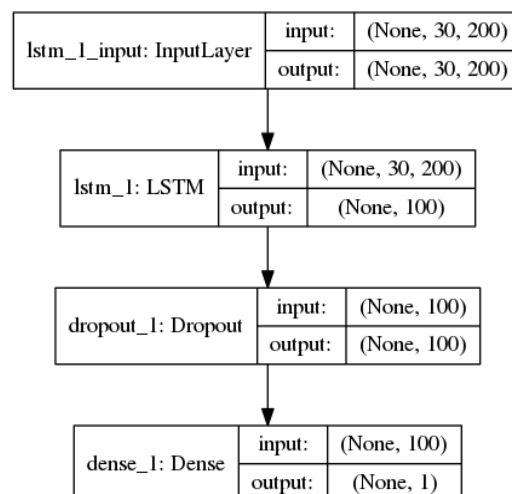 lstm_1_input: InputLayer
input: (None, 30, 200)
output: (None, 30, 200)
lstm_1: LSTM
input: (None, 30, 200)
output: (None, 100)
dropout_1: Dropout
input: (None, 100)
output: (None, 100)
dense_1: Dense
input: (None, 100)
output: (None, 1)